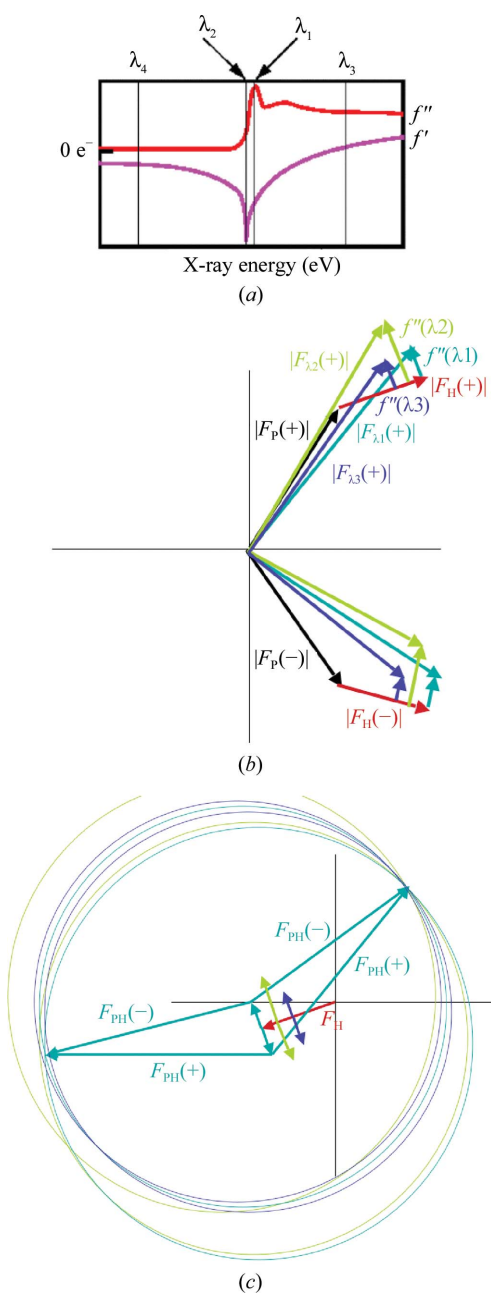 (a)
λ₂ λ₁
λ₄ λ₃
f″
0 e⁻ f′
X-ray energy (eV)
f″(λ2)
|Fλ2(+)| f″(λ1)
|FH(+)|
f″(λ3)
|FP(+)| |Fλ1(+)|
|Fλ3(+)|
|FP(−)|
|FH(−)|
(b)
FPH(−)
FPH(+)
FPH(−) FH
FPH(+)
(c)